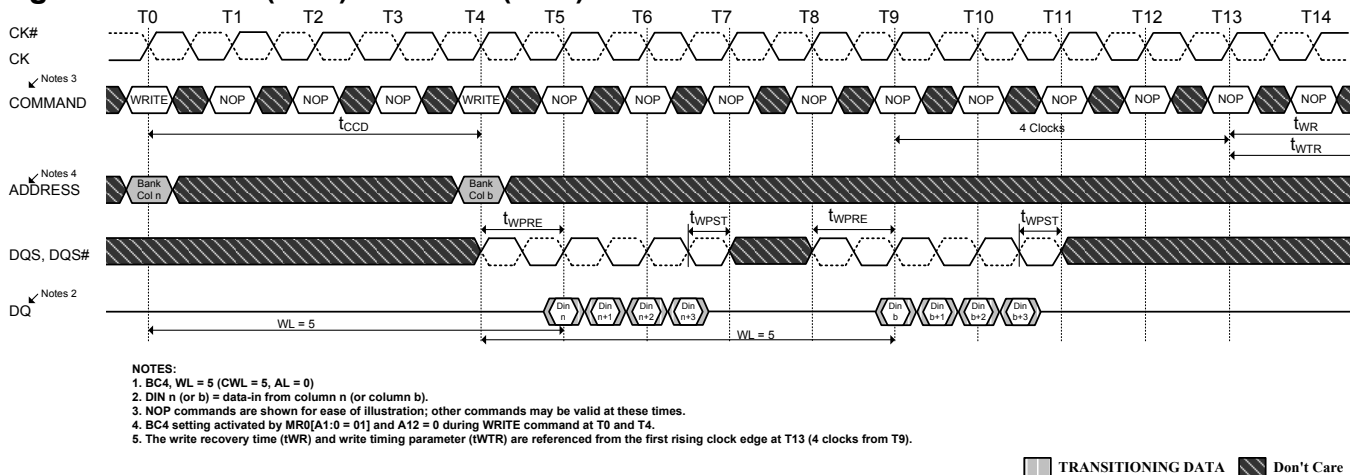 T0 T1 T2 T3 T4 T5 T6 T7 T8 T9 T10 T11 T12 T13 T14
CK#
CK
Notes 3
COMMAND
WRITE NOP NOP NOP WRITE NOP NOP NOP NOP NOP NOP NOP NOP NOP NOP
tCCD
4 Clocks
tWR
tWTR
Notes 4
ADDRESS
Bank Col n
Bank Col b
tWPRE tWPST tWPRE tWPST
DQS, DQS#
Notes 2
DQ
Din n
Din n+1
Din n+2
Din n+3
Din b
Din b+1
Din b+2
Din b+3
WL = 5
WL = 5
NOTES:
1. BC4, WL = 5 (CWL = 5, AL = 0)
2. DIN n (or b) = data-in from column n (or column b).
3. NOP commands are shown for ease of illustration; other commands may be valid at these times.
4. BC4 setting activated by MR0[A1:0 = 01] and A12 = 0 during WRITE command at T0 and T4.
5. The write recovery time (tWR) and write timing parameter (tWTR) are referenced from the first rising clock edge at T13 (4 clocks from T9).
TRANSITIONING DATA
Don't Care